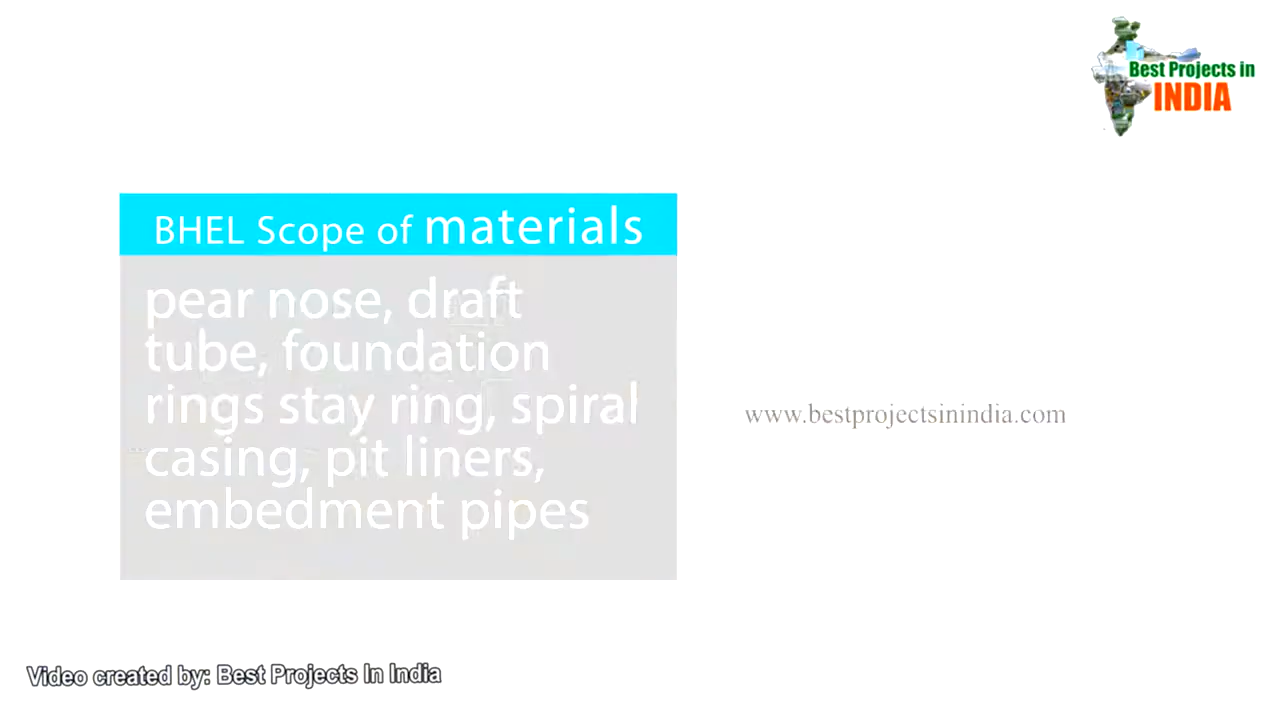 Best Projects in
INDIA
BHEL Scope of materials
pear nose, draft
tube, foundation
rings stay ring, spiral
casing, pit liners,
embedment pipes
www.bestprojectsinindia.com
Video created by: Best Projects In India